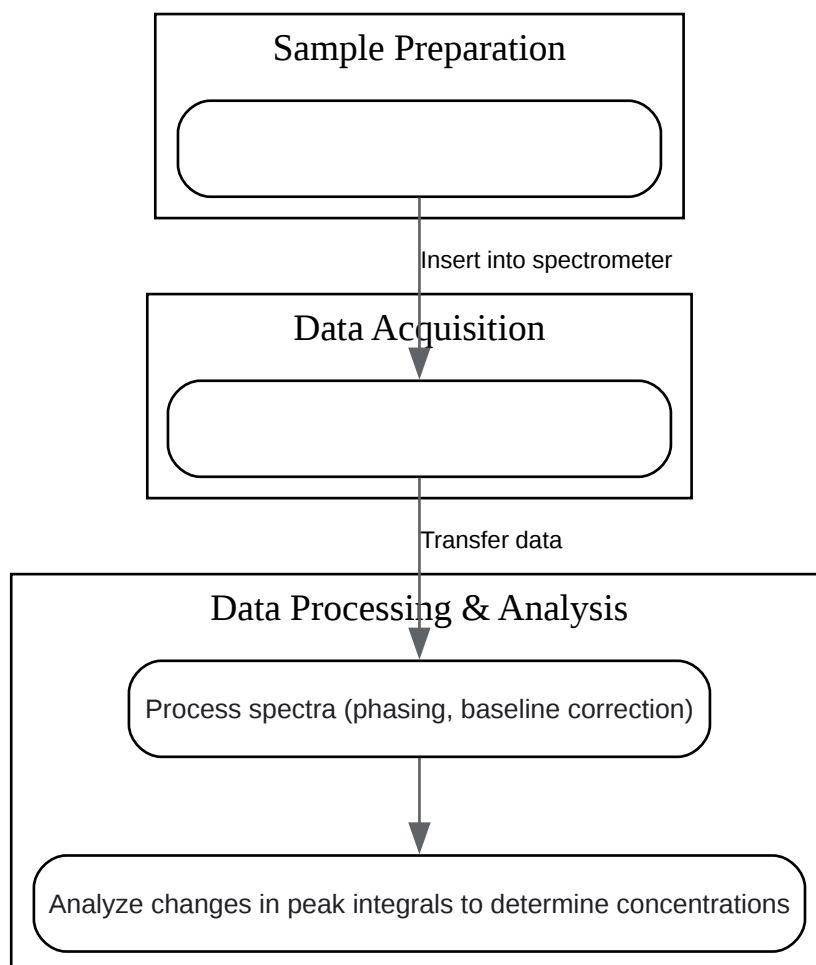 Sample Preparation
Insert into spectrometer
Data Acquisition
Transfer data
Data Processing & Analysis
Process spectra (phasing, baseline correction)
Analyze changes in peak integrals to determine concentrations